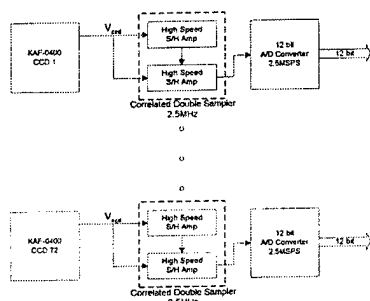 KAF-0400
CCD 1
Vccd
High Speed
S/H Amp
High Speed
S/H Amp
Correlated Double Sampler
2.5MHz
12 bit
A/D Converter
2.5MSPS
12 bit
KAF-0400
CCD 72
Vccd
High Speed
S/H Amp
High Speed
S/H Amp
Correlated Double Sampler
2.5MHz
12 bit
A/D Converter
2.5MSPS
12 bit